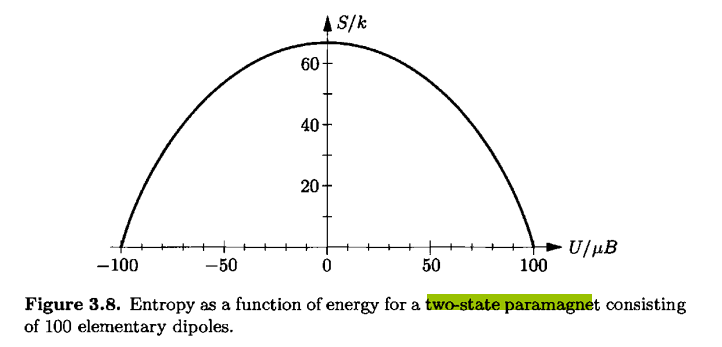 S/k
60
40
20
−100
−50
0
50
100
U/μB
Figure 3.8. Entropy as a function of energy for a two-state paramagnet consisting
of 100 elementary dipoles.